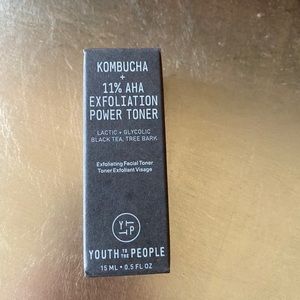 KOMBUCHA
+
11% AHA
EXFOLIATION
POWER TONER
LACTIC + GLYCOLIC
BLACK TEA, TREE BARK
Exfoliating Facial Toner
Toner Exfoliant Visage
Y P
YOUTH TO THE PEOPLE
15 ML • 0.5 FL OZ